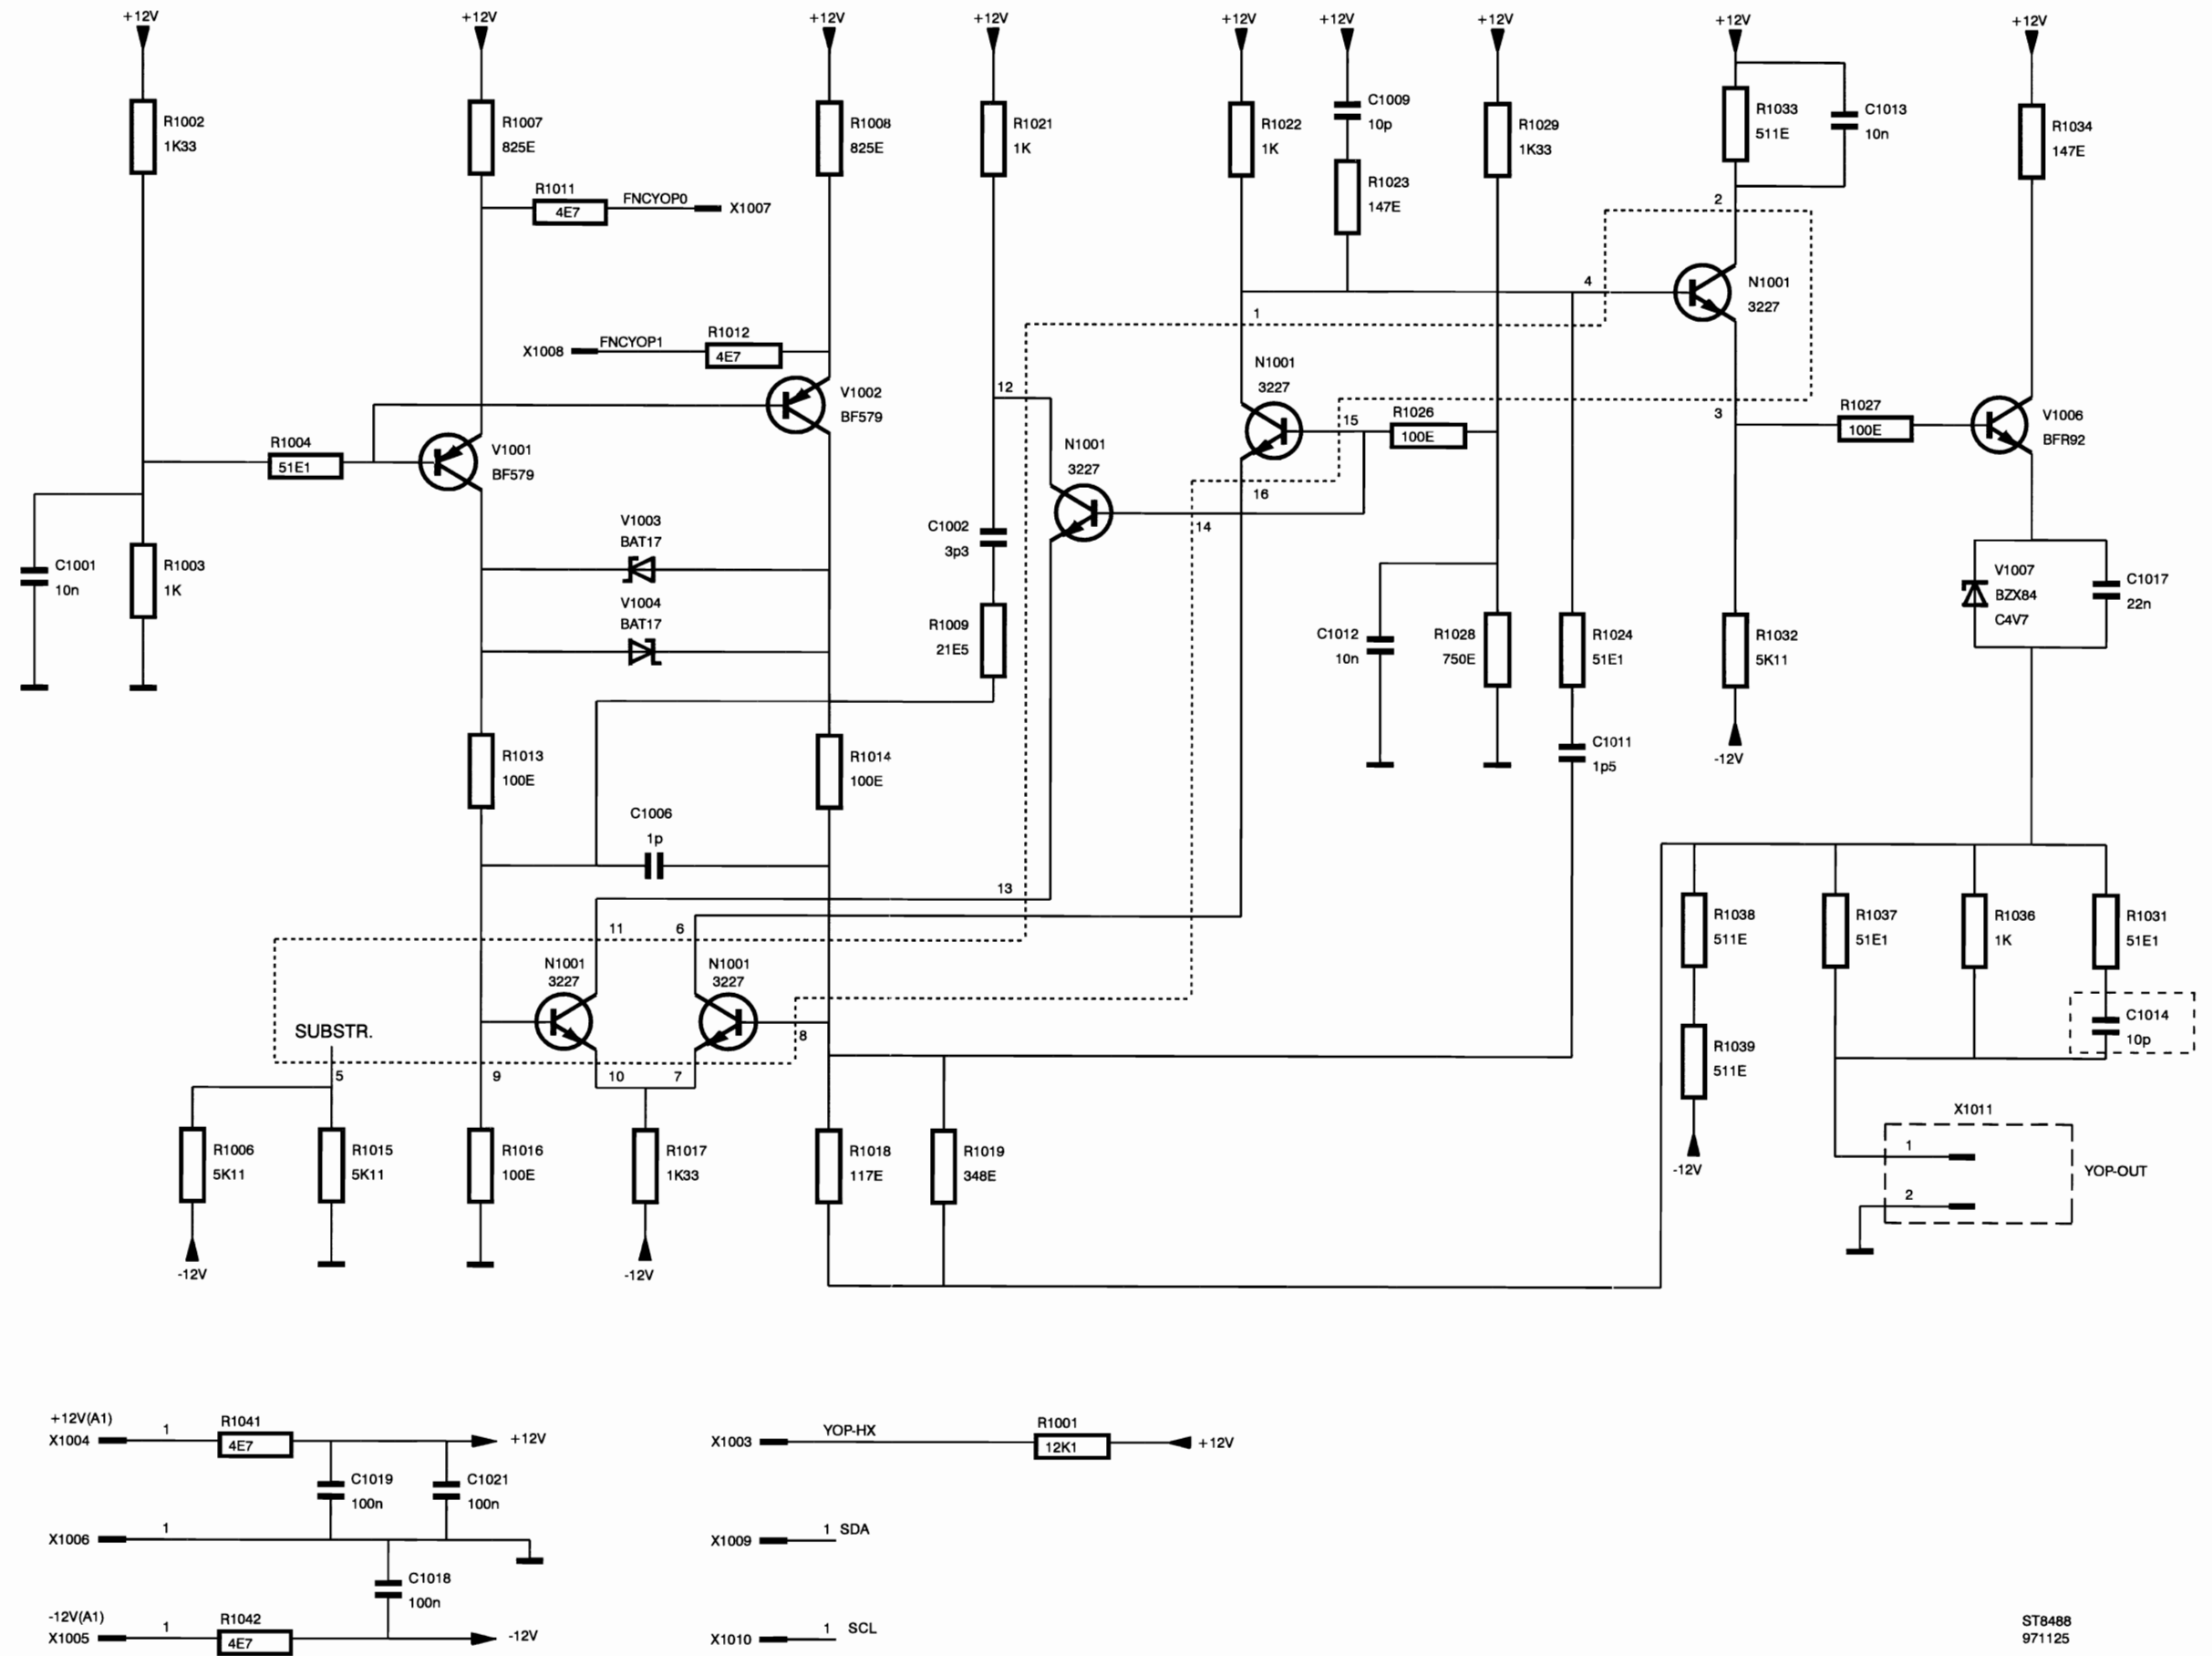 +12V
+12V
+12V
+12V
+12V
+12V
+12V
+12V
+12V
R1002
1K33
R1007
825E
R1008
825E
R1021
1K
R1022
1K
C1009
10p
R1029
1K33
R1033
511E
C1013
10n
R1034
147E
R1011
4E7
FNCYOP0
X1007
R1023
147E
2
4
N1001
3227
1
X1008
FNCYOP1
R1012
4E7
V1002
BF579
12
N1001
3227
15
R1026
100E
3
R1027
100E
V1006
BFR92
R1004
51E1
V1001
BF579
N1001
3227
16
14
V1003
BAT17
C1002
3p3
C1001
10n
R1003
1K
V1007
BZX84
C4V7
C1017
22n
V1004
BAT17
R1009
21E5
C1012
10n
R1028
750E
R1024
51E1
R1032
5K11
R1013
100E
R1014
100E
C1011
1p5
-12V
C1006
1p
13
11
6
R1038
511E
R1037
51E1
R1036
1K
R1031
51E1
N1001
3227
N1001
3227
SUBSTR.
8
C1014
10p
5
9
10
7
R1039
511E
X1011
R1006
5K11
R1015
5K11
R1016
100E
R1017
1K33
R1018
117E
R1019
348E
-12V
1
YOP-OUT
2
-12V
-12V
+12V(A1)
X1004
1
R1041
4E7
+12V
X1003
YOP-HX
R1001
12K1
+12V
C1019
100n
C1021
100n
X1006
1
X1009
1 SDA
C1018
100n
-12V(A1)
X1005
1
R1042
4E7
-12V
X1010
1 SCL
ST8488
971125